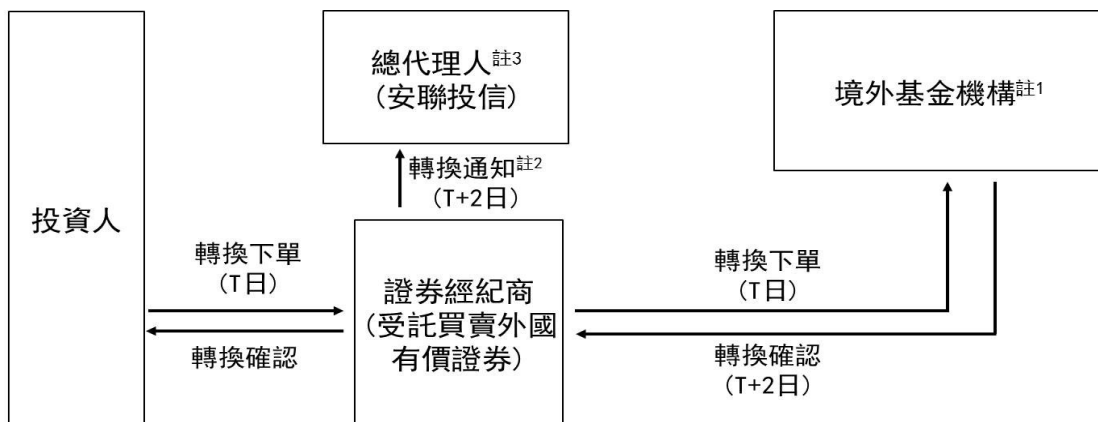 總代理人註3
(安聯投信)
境外基金機構註1
轉換通知註2
(T+2日)
投資人
轉換下單
(T日)
轉換確認
證券經紀商
(受託買賣外國
有價證券)
轉換下單
(T日)
轉換確認
(T+2日)